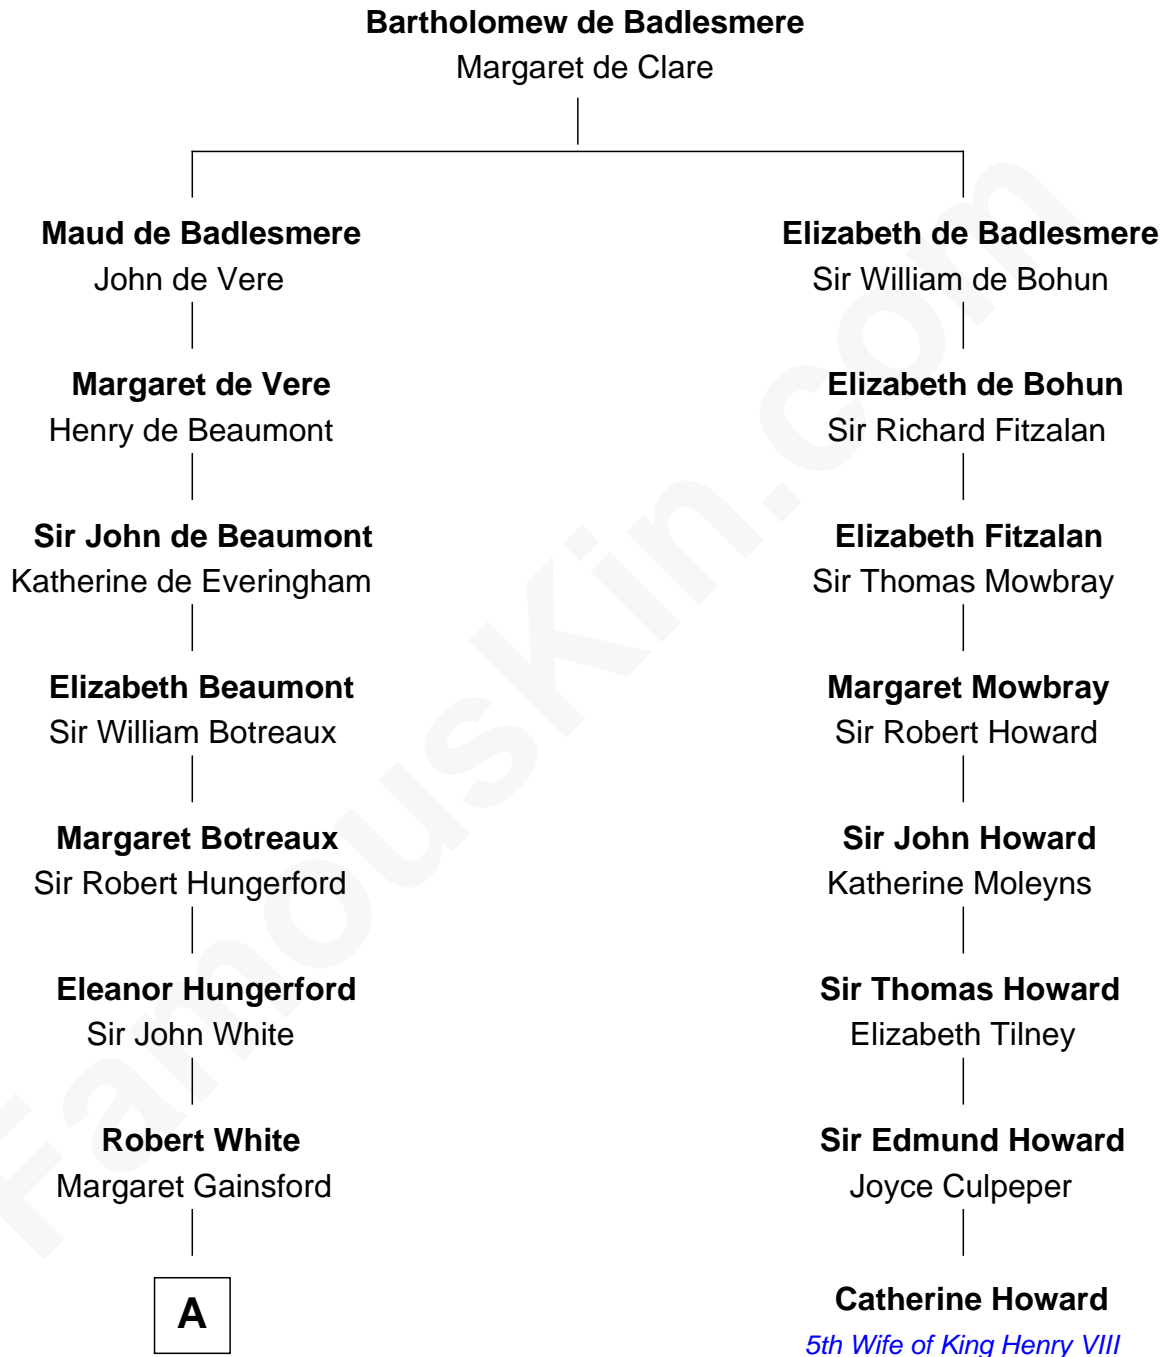 Bartholomew de Badlesmere
Margaret de Clare
Maud de Badlesmere
John de Vere
Margaret de Vere
Henry de Beaumont
Sir John de Beaumont
Katherine de Everingham
Elizabeth Beaumont
Sir William Botreaux
Margaret Botreaux
Sir Robert Hungerford
Eleanor Hungerford
Sir John White
Robert White
Margaret Gainsford
A
Elizabeth de Badlesmere
Sir William de Bohun
Elizabeth de Bohun
Sir Richard Fitzalan
Elizabeth Fitzalan
Sir Thomas Mowbray
Margaret Mowbray
Sir Robert Howard
Sir John Howard
Katherine Moleyns
Sir Thomas Howard
Elizabeth Tilney
Sir Edmund Howard
Joyce Culpeper
Catherine Howard
5th Wife of King Henry VIII
FamousKin.com